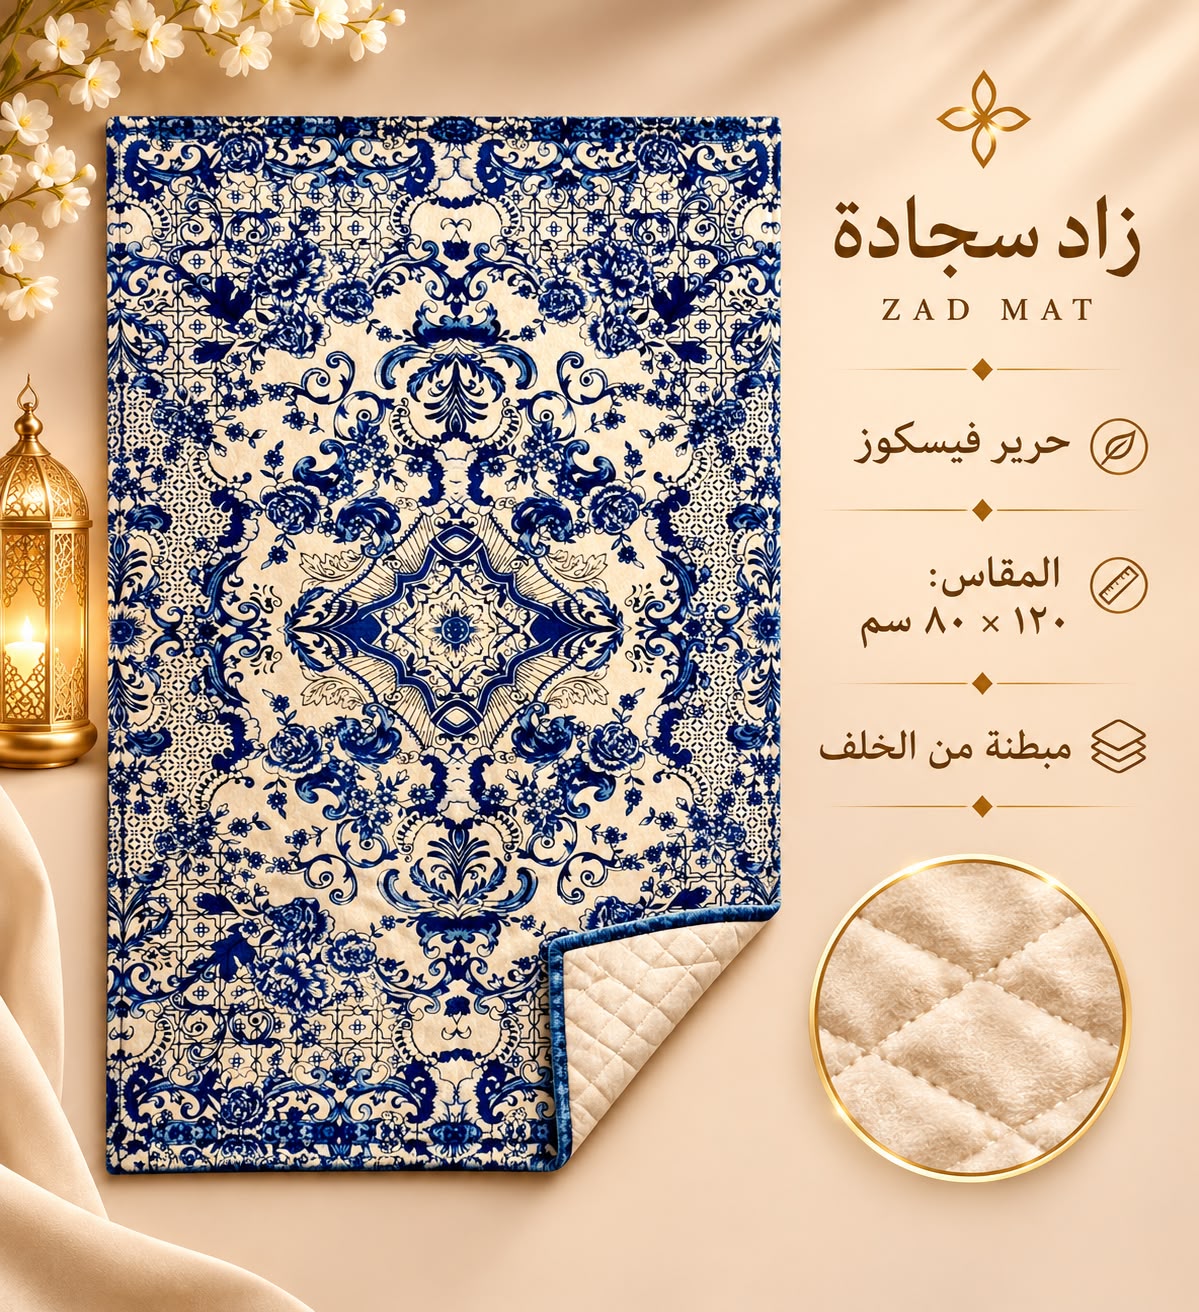 زاد سجادة
ZAD MAT
حرير فيسكوز
المقاس:
١٢٠ × ٨٠ سم
مبطنة من الخلف